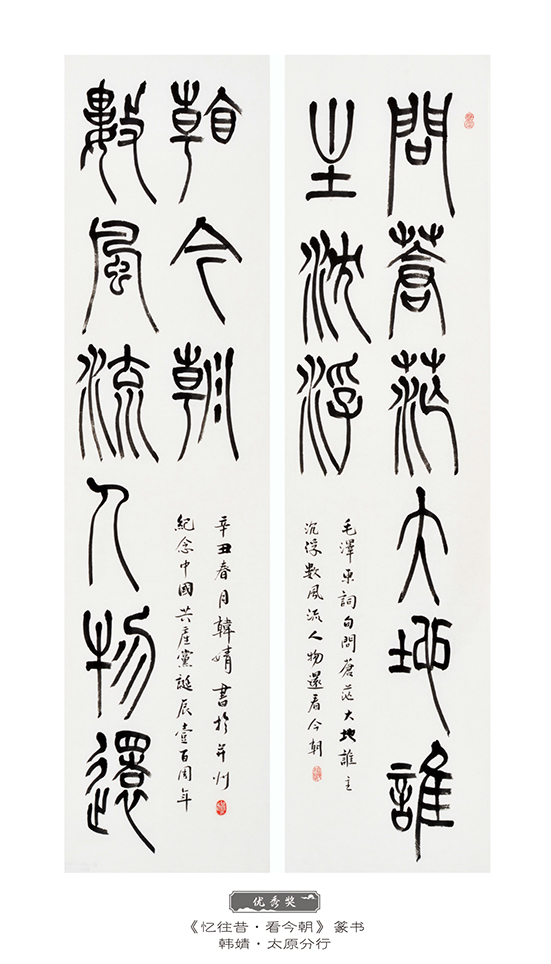 問蒼茫大地誰
主沈浮
毛澤東詞句問蒼茫大地誰主
沉浮數風流人物還看今朝
數風流人物還
看今朝
辛丑春月韓婧書於并州
紀念中國共產黨誕辰壹百周年
优秀奖
《忆往昔·看今朝》 篆书
韩婧·太原分行